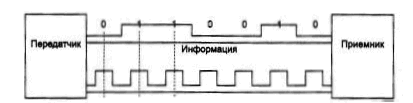 0 1 1 0 0 1 0
Передатчик
Информация
Приемник